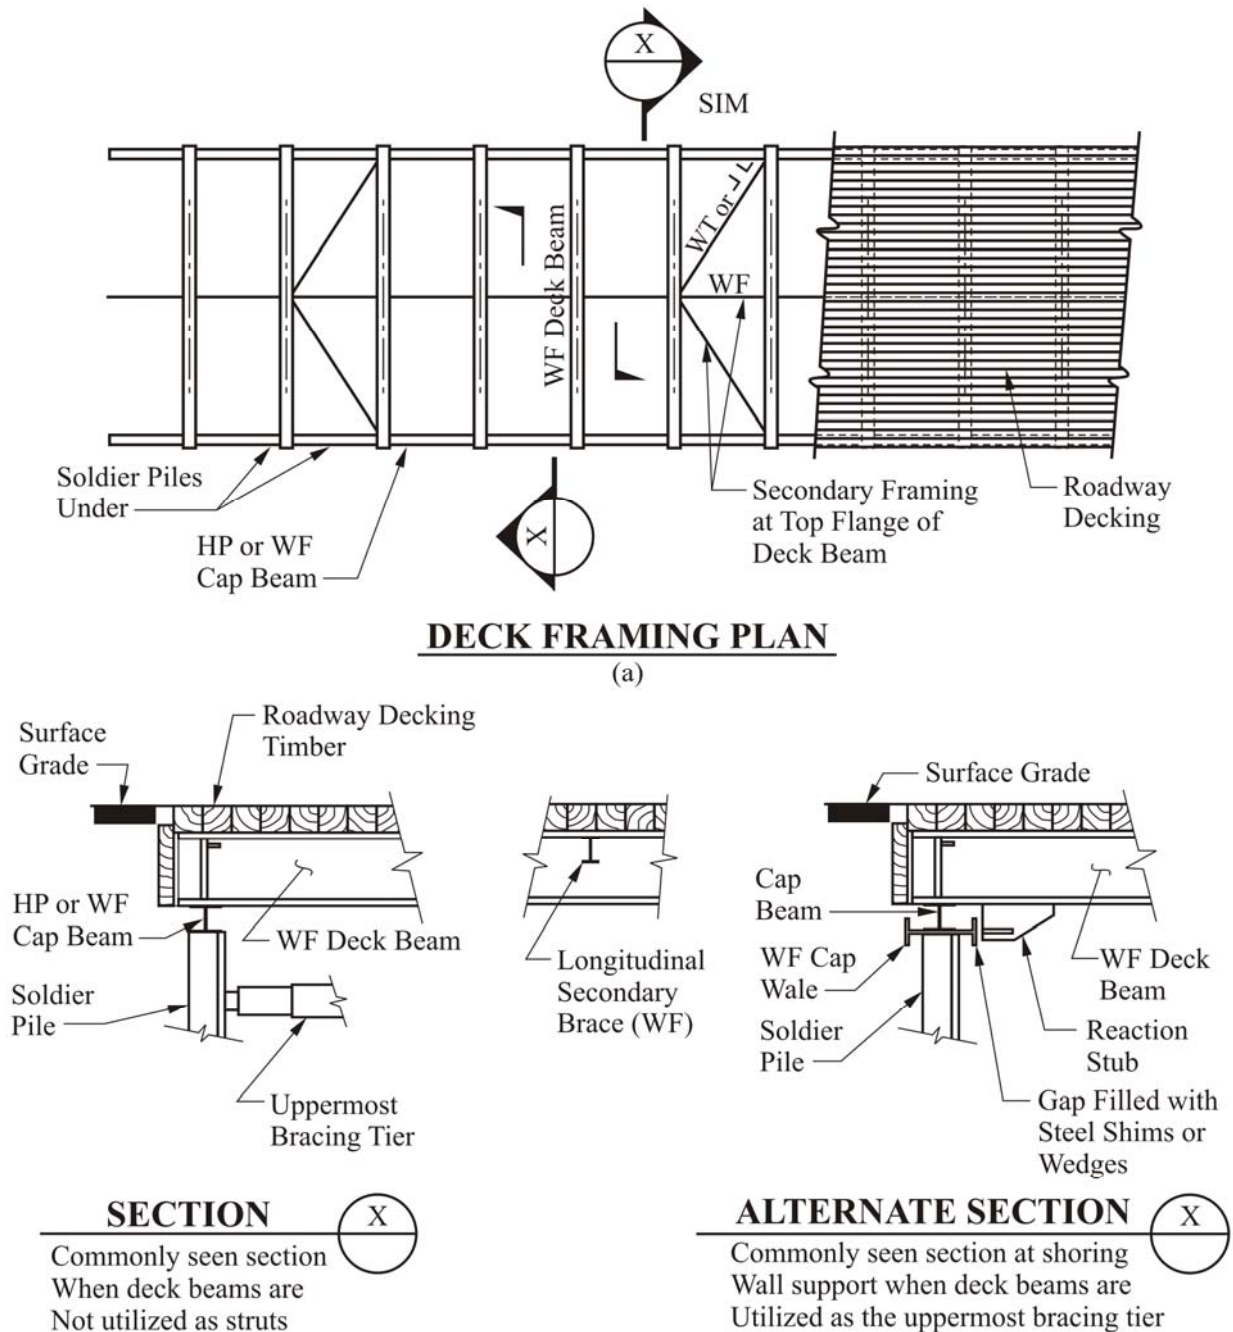 X
SIM
WT or
WF
WF Deck Beam
Soldier Piles
Under
HP or WF
Cap Beam
X
Secondary Framing
at Top Flange of
Deck Beam
Roadway
Decking
DECK FRAMING PLAN
(a)
Surface
Grade
Roadway Decking
Timber
HP or WF
Cap Beam
WF Deck Beam
Soldier
Pile
Uppermost
Bracing Tier
Longitudinal
Secondary
Brace (WF)
Surface Grade
Cap
Beam
WF Cap
Wale
Soldier
Pile
WF Deck
Beam
Reaction
Stub
Gap Filled with
Steel Shims or
Wedges
SECTION X
Commonly seen section
When deck beams are
Not utilized as struts
ALTERNATE SECTION X
Commonly seen section at shoring
Wall support when deck beams are
Utilized as the uppermost bracing tier